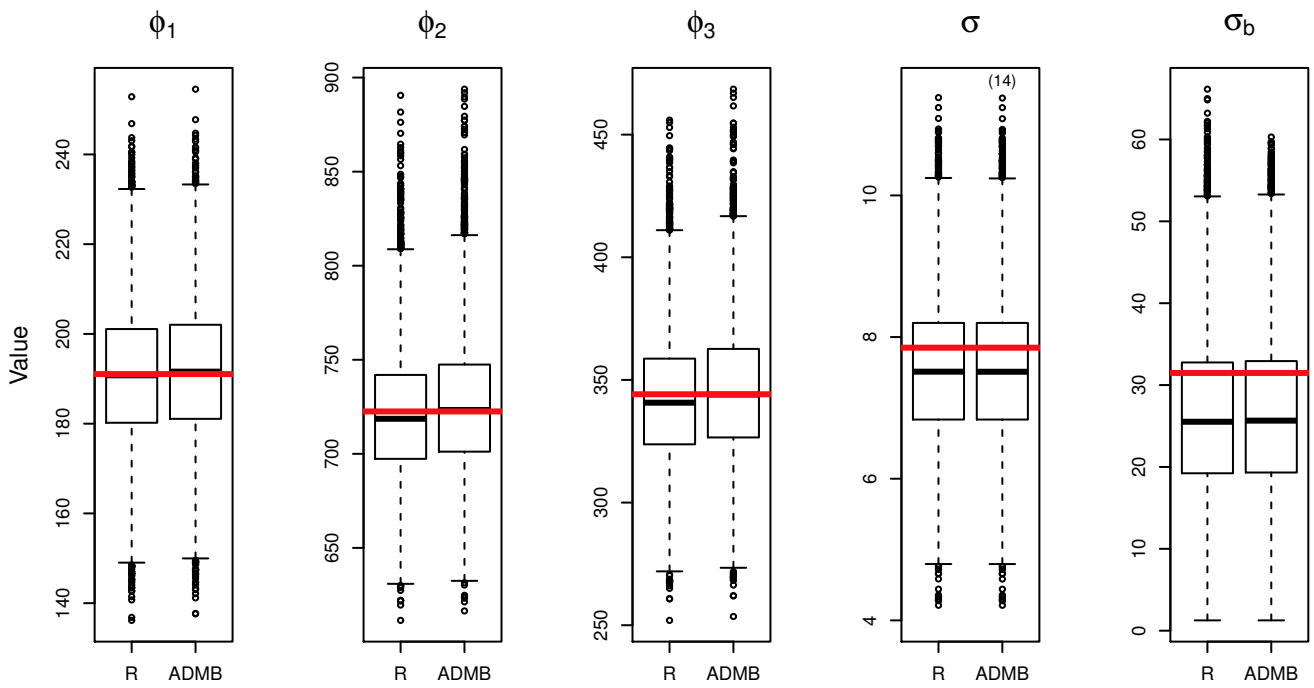 ϕ1 ϕ2 ϕ3 σ σb
Value
140 160 180 200 220 240
R ADMB
650 700 750 800 850 900
R ADMB
250 300 350 400 450
R ADMB
(14)
4 6 8 10
R ADMB
0 10 20 30 40 50 60
R ADMB